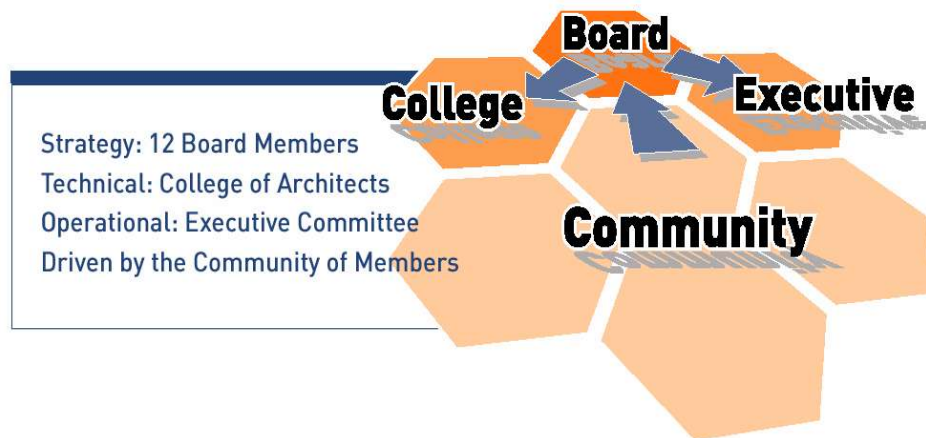 Board
College
Executive
Strategy: 12 Board Members
Technical: College of Architects
Operational: Executive Committee
Driven by the Community of Members
Community